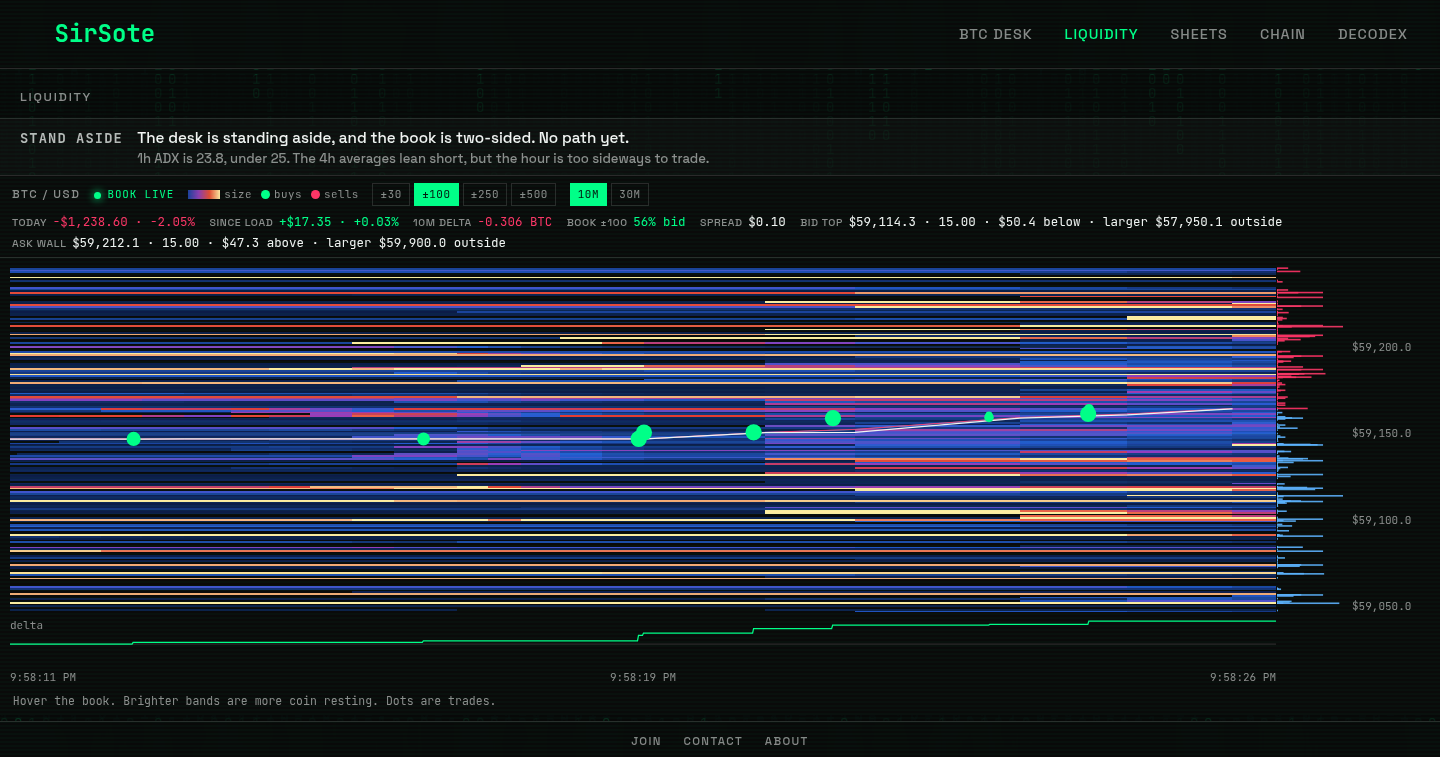 SirSote
BTC DESK LIQUIDITY SHEETS CHAIN DECODEX
LIQUIDITY
STAND ASIDE The desk is standing aside, and the book is two-sided. No path yet.
1h ADX is 23.8, under 25. The 4h averages lean short, but the hour is too sideways to trade.
BTC / USD BOOK LIVE size buys sells ±30 ±100 ±250 ±500 10M 30M
TODAY -$1,238.60 · -2.05% SINCE LOAD +$17.35 · +0.03% 10M DELTA -0.306 BTC BOOK ±100 56% bid SPREAD $0.10 BID TOP $59,114.3 · 15.00 · $50.4 below · larger $57,950.1 outside
ASK WALL $59,212.1 · 15.00 · $47.3 above · larger $59,900.0 outside
$59,200.0
$59,150.0
$59,100.0
$59,050.0
delta
9:58:11 PM 9:58:19 PM 9:58:26 PM
Hover the book. Brighter bands are more coin resting. Dots are trades.
JOIN CONTACT ABOUT